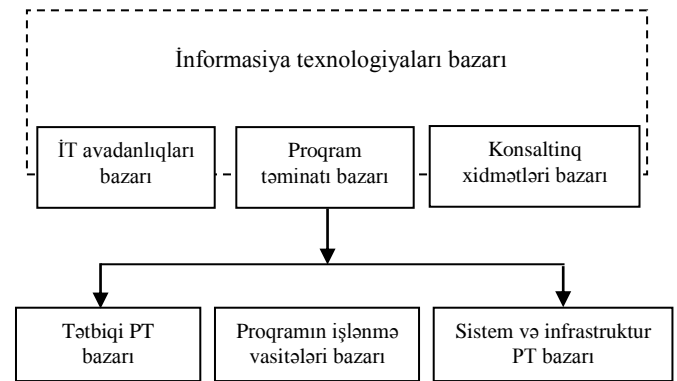 İnformasiya texnologiyaları bazarı
İT avadanlıqları
bazarı
Proqram
təminatı bazarı
Konsaltinq
xidmətləri bazarı
Tətbiqi PT
bazarı
Proqramın işlənmə
vasitələri bazarı
Sistem və infrastruktur
PT bazarı